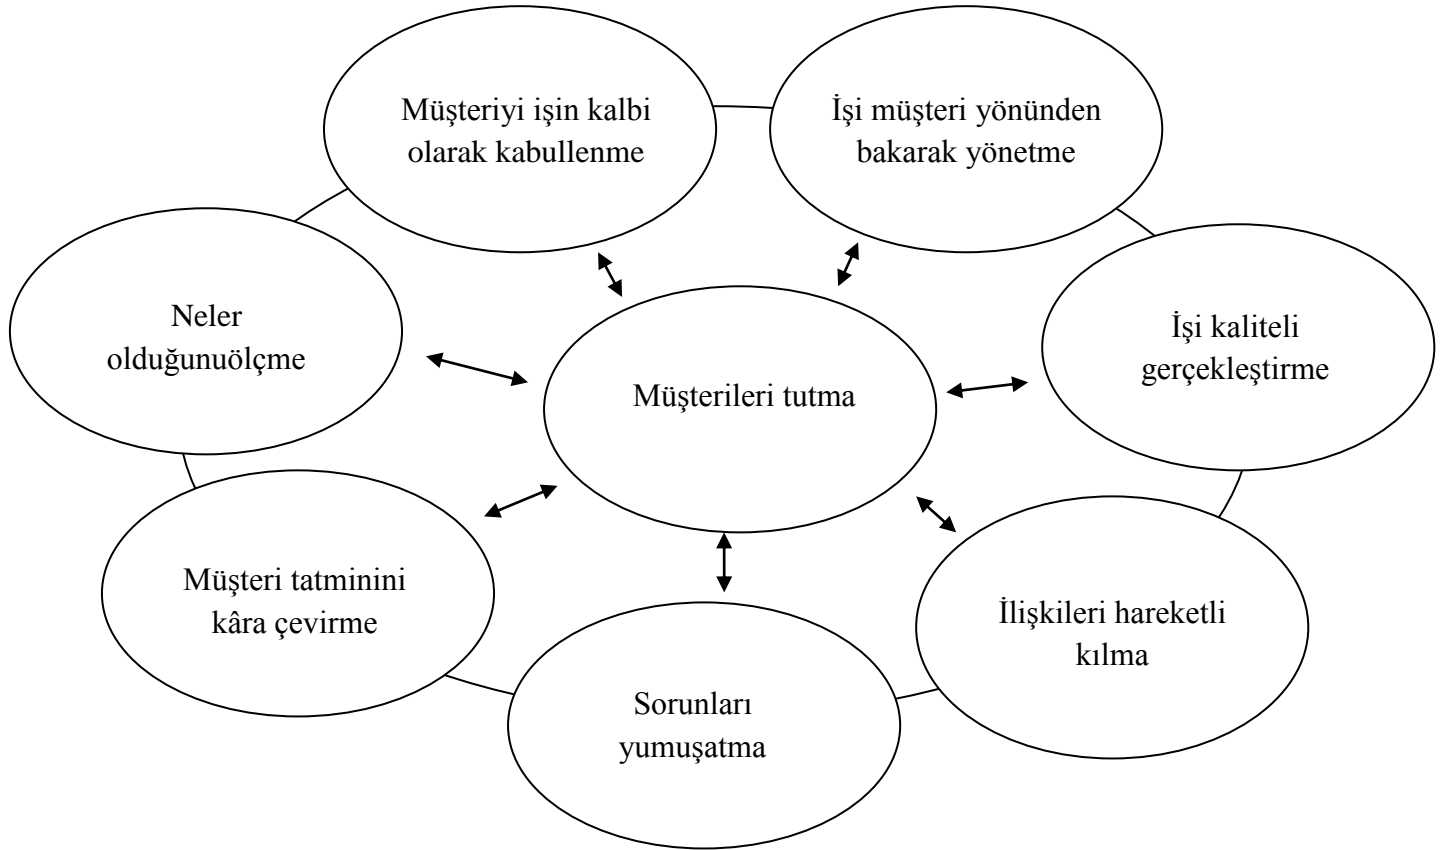 Müşteriyi işin kalbi
olarak kabullenme
İşi müşteri yönünden
bakarak yönetme
Neler
olduğunuölçme
İşi kaliteli
gerçekleştirme
Müşterileri tutma
Müşteri tatminini
kâra çevirme
İlişkileri hareketli
kılma
Sorunları
yumuşatma